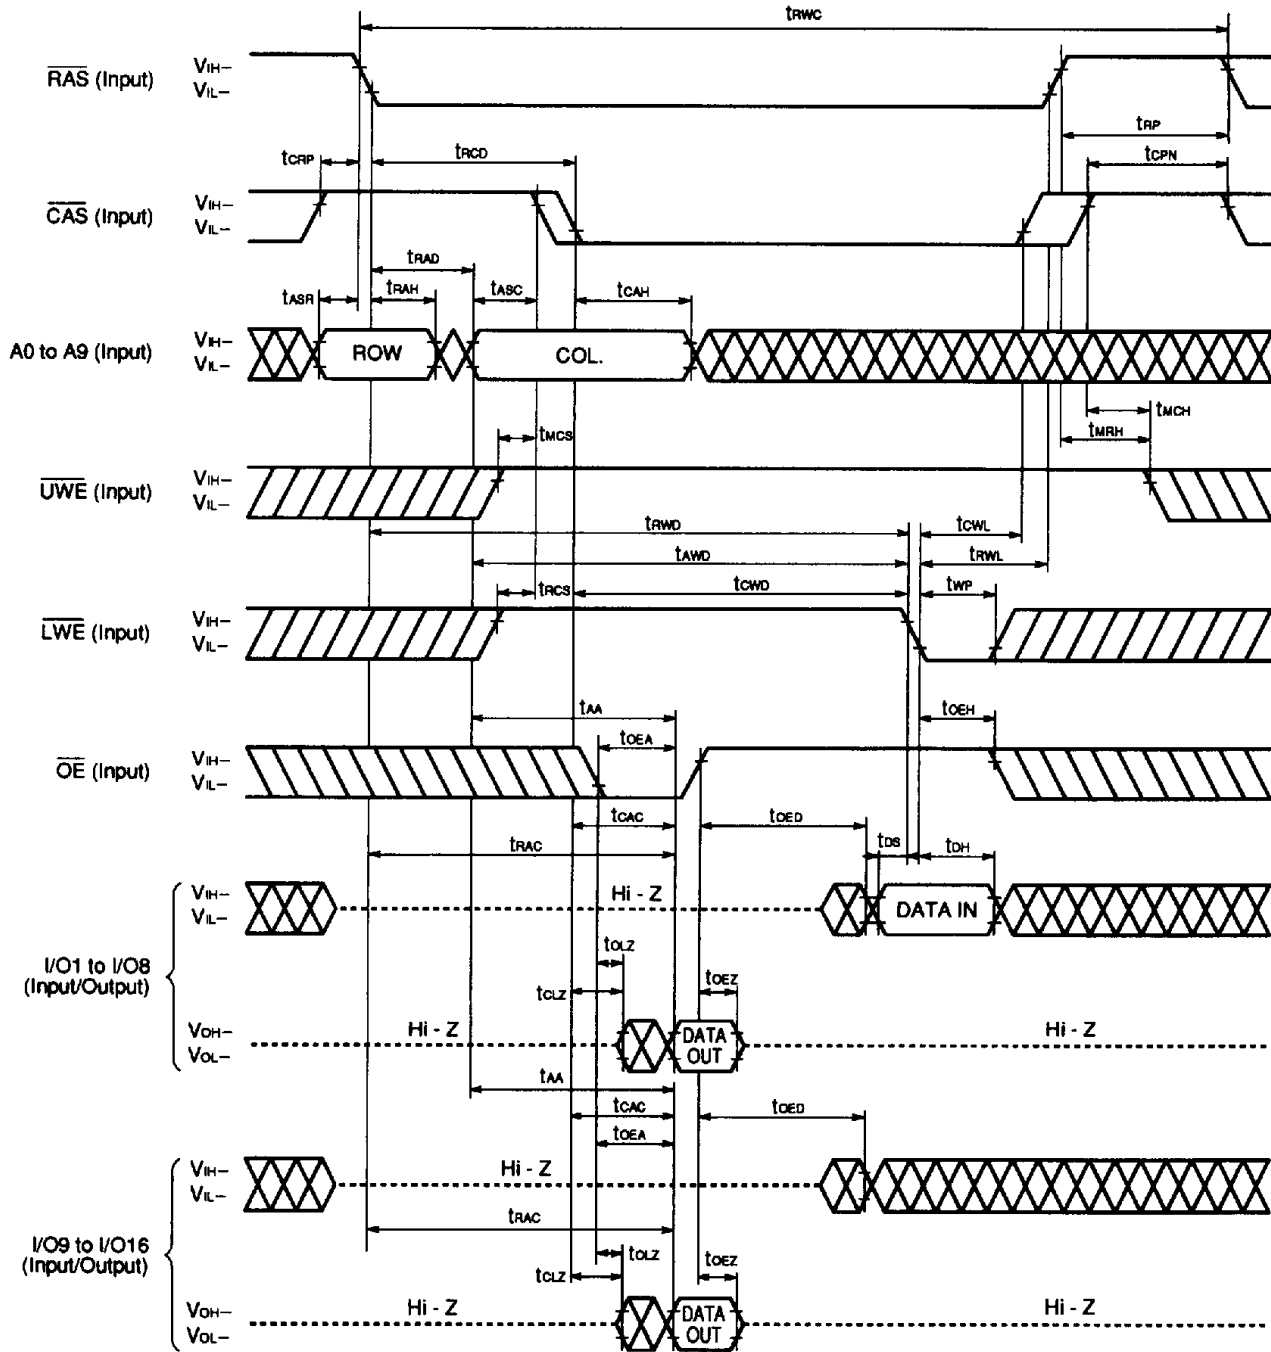 tRWC
RAS (Input)
VIH–
VIL–
tRP
tCRP
tRCD
tCPN
CAS (Input)
VIH–
VIL–
tRAD
tASR
tRAH
tASC
tCAH
A0 to A9 (Input)
VIH–
VIL–
ROW
COL.
tMCH
tMCS
tMRH
UWE (Input)
VIH–
VIL–
tRWD
tCWL
tAWD
tRWL
tRCS
tCWD
tWP
LWE (Input)
VIH–
VIL–
tAA
tOEH
tOEA
OE (Input)
VIH–
VIL–
tCAC
tOED
tRAC
tDS
tDH
VIH–
VIL–
Hi - Z
DATA IN
I/O1 to I/O8
(Input/Output)
tOLZ
tCLZ
tOEZ
VOH–
VOL–
Hi - Z
DATA
OUT
Hi - Z
tAA
tCAC
tOED
tOEA
VIH–
VIL–
Hi - Z
tRAC
I/O9 to I/O16
(Input/Output)
tOLZ
tCLZ
tOEZ
VOH–
VOL–
Hi - Z
DATA
OUT
Hi - Z